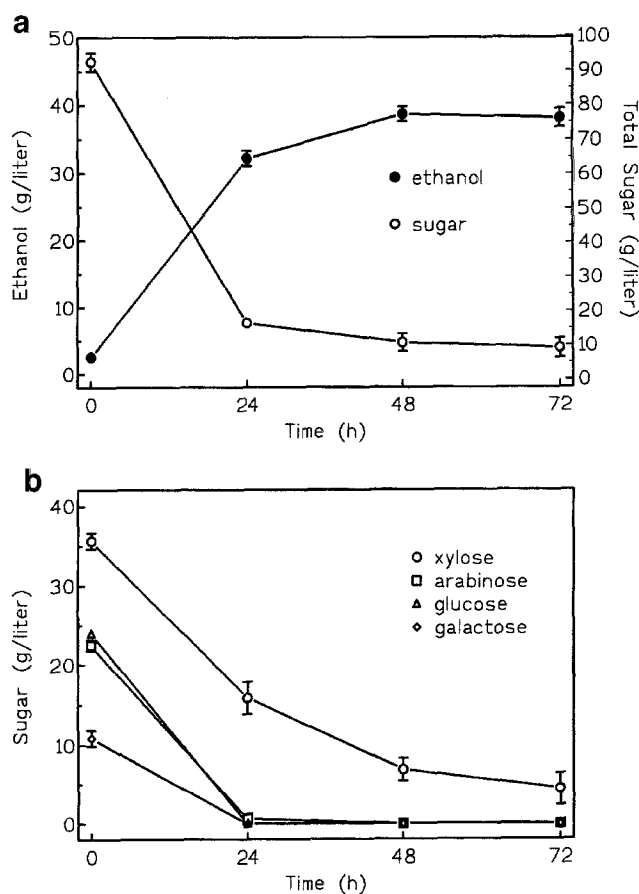 a
50
40
30
20
10
0
Ethanol (g/liter)
100
90
80
70
60
50
40
30
20
10
0
Total Sugar (g/liter)
ethanol
sugar
0
24
48
72
Time (h)
b
40
30
20
10
0
Sugar (g/liter)
xylose
arabinose
glucose
galactose
0
24
48
72
Time (h)